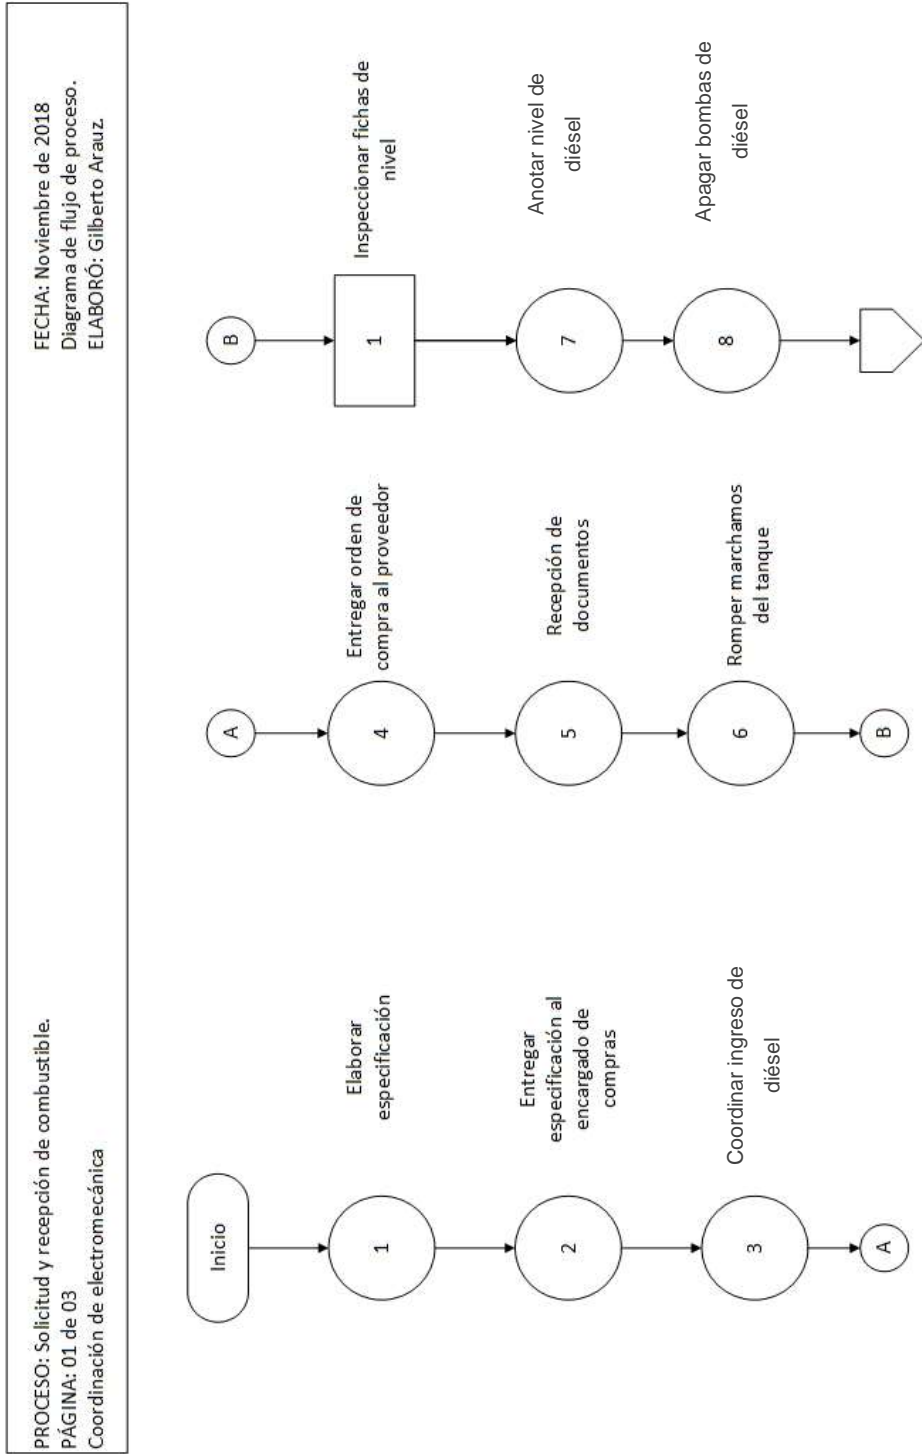 PROCESO: Solicitud y recepción de combustible.
PÁGINA: 01 de 03
Coordinación de electromecánica
FECHA: Noviembre de 2018
Diagrama de flujo de proceso.
ELABORÓ: Gilberto Arauz
Inicio
1
Elaborar
especificación
2
Entregar
especificación al
encargado de
compras
3
Coordinar ingreso de
diésel
A
A
4
Entregar orden de
compra al proveedor
5
Recepción de
documentos
6
Romper marchamos
del tanque
B
B
1
Inspeccionar fichas de
nivel
7
Anotar nivel de
diésel
8
Apagar bombas de
diésel